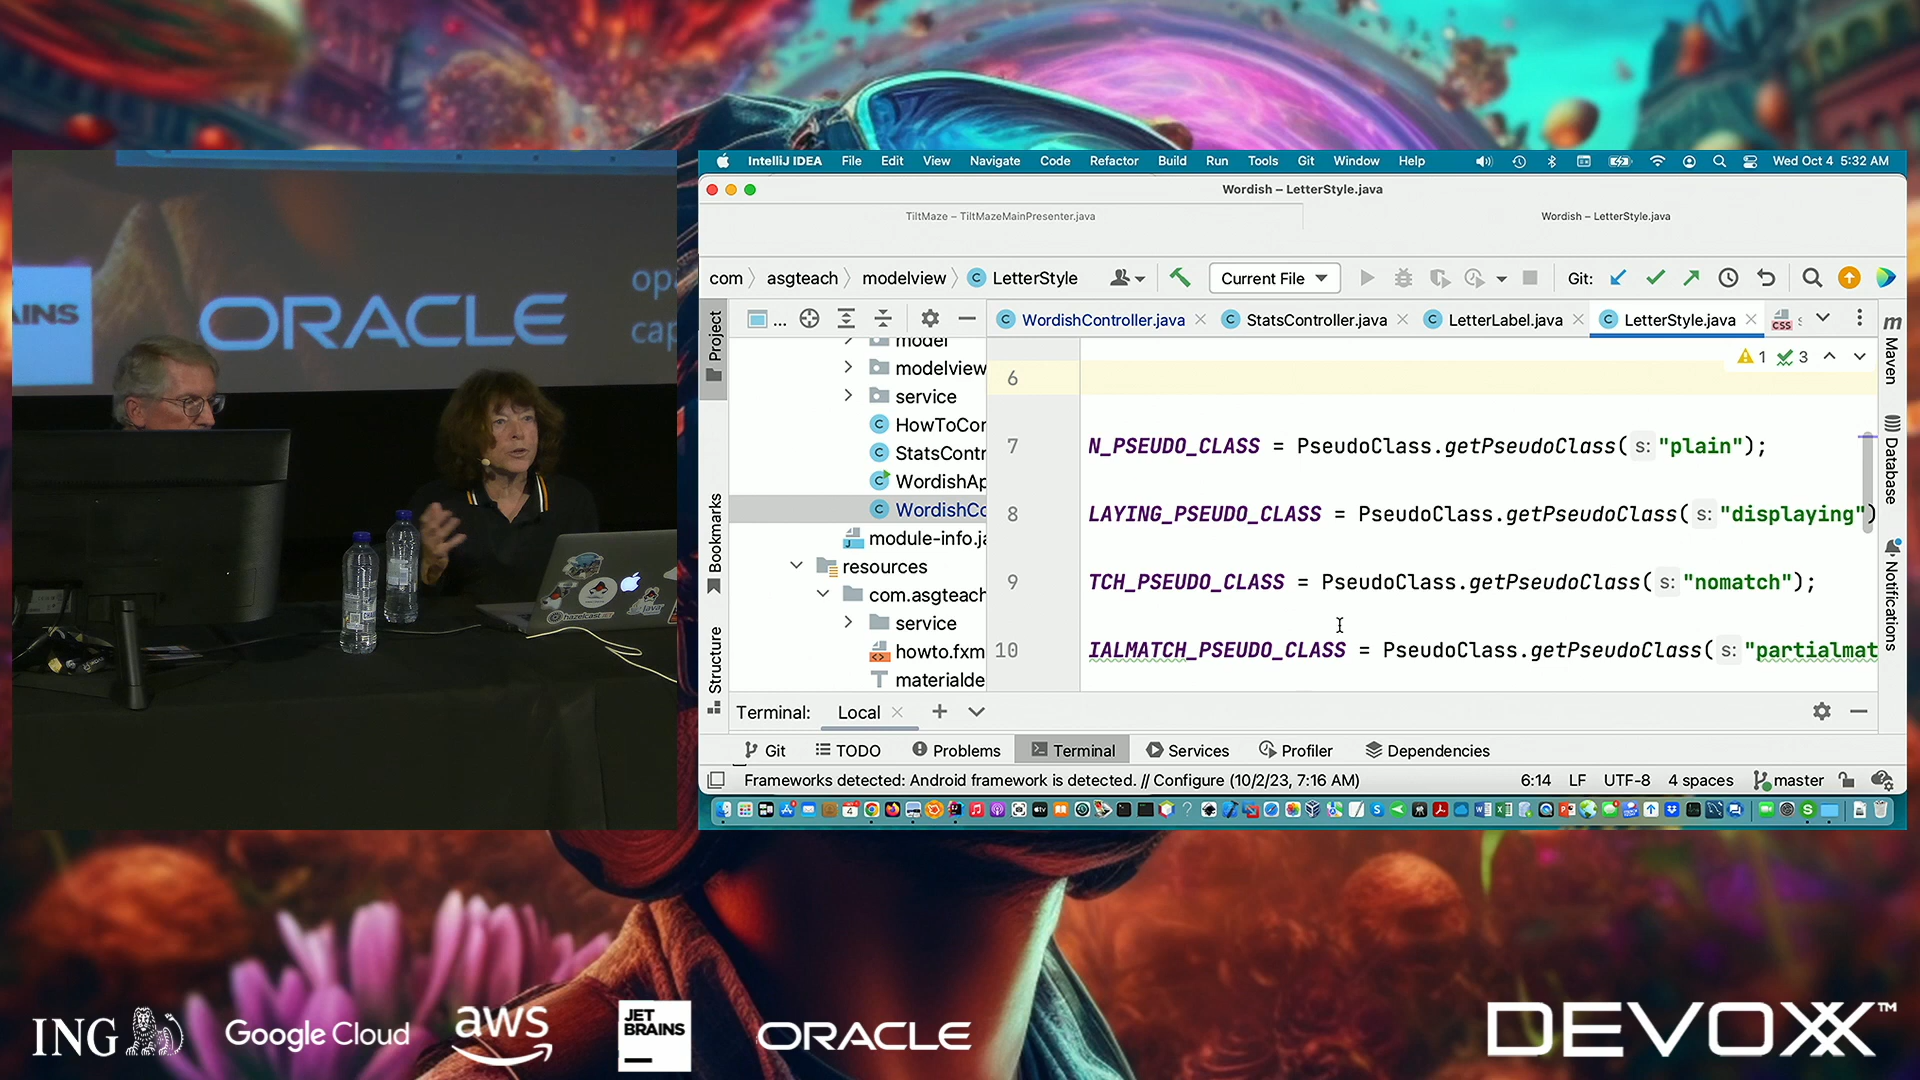 AINS
ORACLE
op
cap
hazelcast
Java
IntelliJ IDEA File Edit View Navigate Code Refactor Build Run Tools Git Window Help Wed Oct 4 5:32 AM
Wordish – LetterStyle.java
TiltMaze – TiltMazeMainPresenter.java Wordish – LetterStyle.java
com asgteach modelview LetterStyle Current File Git:
Project
Bookmarks
Structure
... WordishController.java StatsController.java LetterLabel.java LetterStyle.java CSS
model
modelview
service
HowToCor
StatsContr
WordishAp
WordishCo
module-info.ja
resources
com.asgteach
service
howto.fxm
materialde
1 3
6
7 N_PSEUDO_CLASS = PseudoClass.getPseudoClass( s: "plain");
8 LAYING_PSEUDO_CLASS = PseudoClass.getPseudoClass( s: "displaying")
9 TCH_PSEUDO_CLASS = PseudoClass.getPseudoClass( s: "nomatch");
10 IALMATCH_PSEUDO_CLASS = PseudoClass.getPseudoClass( s: "partialmat
m Maven
Database
Notifications
Terminal: Local
Git TODO Problems Terminal Services Profiler Dependencies
Frameworks detected: Android framework is detected. // Configure (10/2/23, 7:16 AM) 6:14 LF UTF-8 4 spaces master
ING
Google Cloud
aws
JET
BRAINS
ORACLE
DEVOXX™